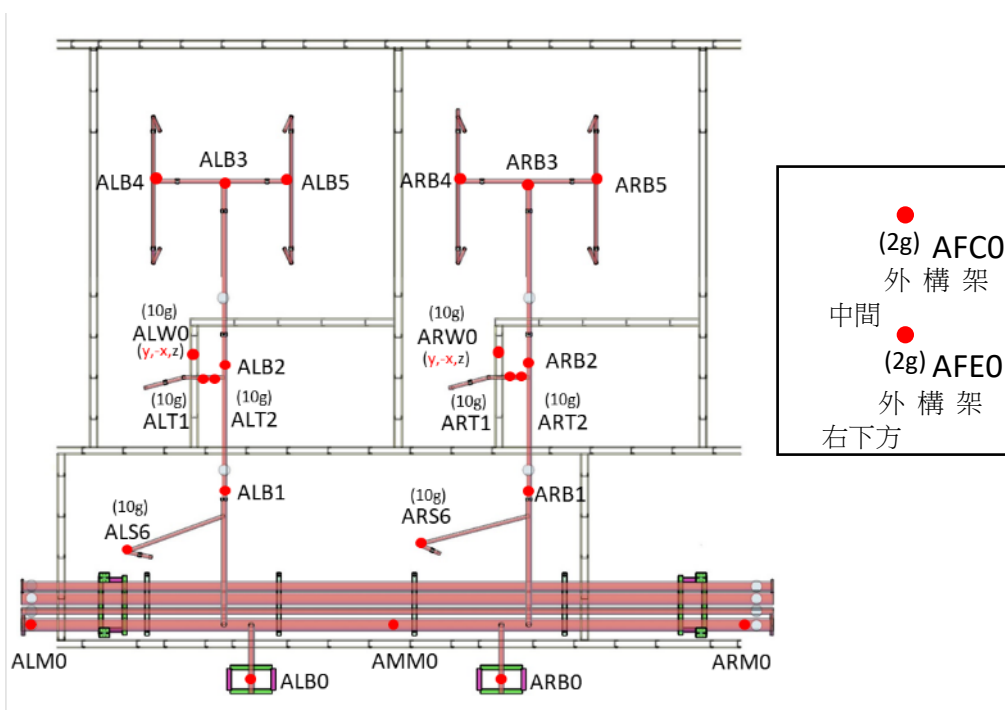 ALB3
ALB4
ALB5
ARB3
ARB4
ARB5
(10g)
ALW0
(y,-x,z)
ALB2
(10g)
ALT1
(10g)
ALT2
(10g)
ARW0
(y,-x,z)
ARB2
(10g)
ART1
(10g)
ART2
ALB1
(10g)
ALS6
ARB1
(10g)
ARS6
ALM0
AMM0
ARM0
ALB0
ARB0
(2g) AFC0
外 構 架
中間
(2g) AFE0
外 構 架
右下方